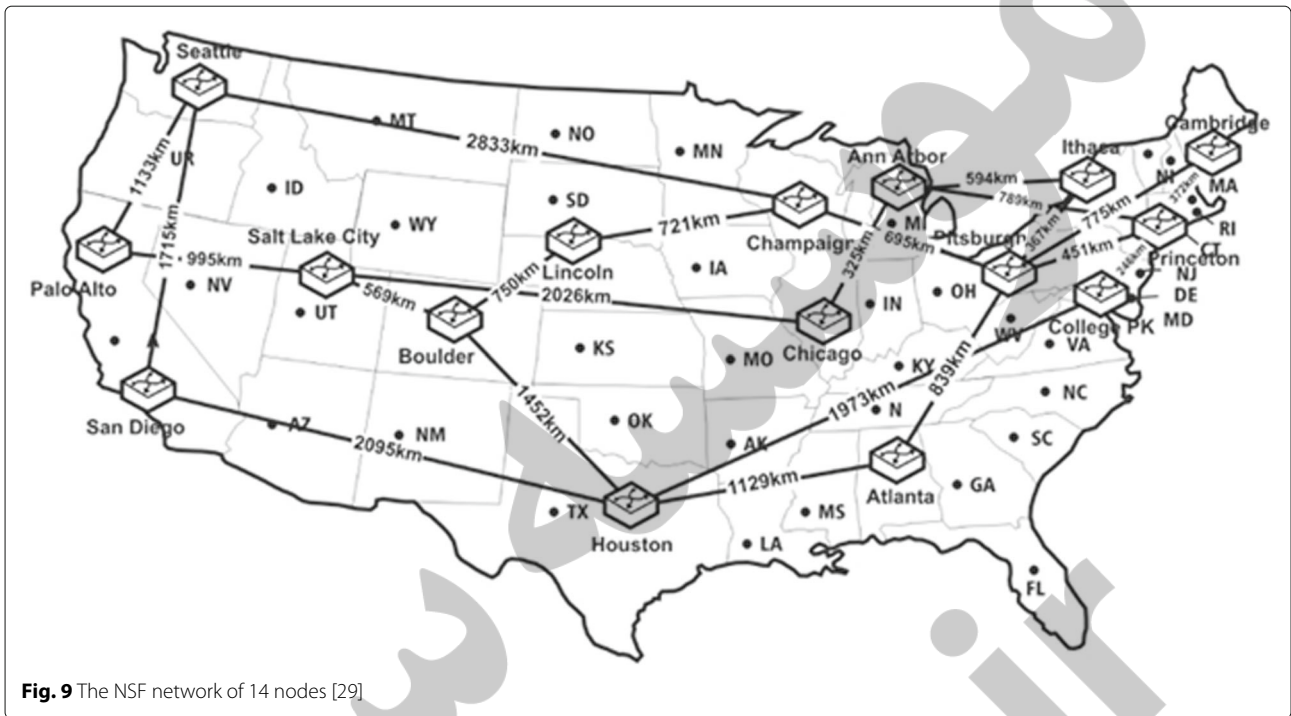 Seattle
Cambridge
MT
NO
2833km
MN
Ithaca
Ann Arbor
UR
1133km
594km
MA
372km
ID
SD
789km
775km
WY
721km
MI
RI
1715km
Salt Lake City
Champaign
695km
Pitsburgh
367km
451km
CT
Lincoln
Princeton
995km
325km
246km
Palo Alto
NV
569km
750km
2026km
IA
IN
OH
NJ
DE
UT
College PK
MD
Boulder
KS
MO
Chicago
WV
VA
KY
839km
1452km
1973km
N
NC
San Diego
AZ
NM
OK
AK
SC
2095km
1129km
Atlanta
GA
TX
MS
Houston
LA
FL
Fig. 9 The NSF network of 14 nodes [29]